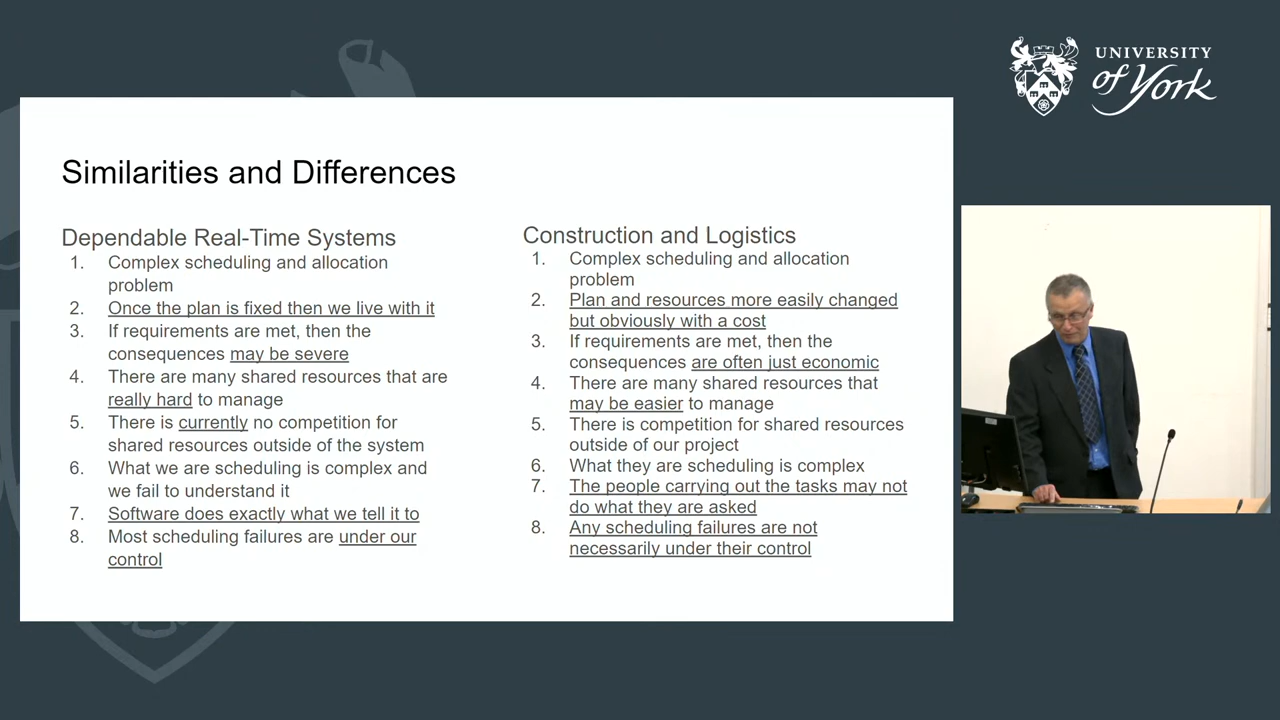 UNIVERSITY
of York
Similarities and Differences
Dependable Real-Time Systems
1. Complex scheduling and allocation
problem
2. Once the plan is fixed then we live with it
3. If requirements are met, then the
consequences may be severe
4. There are many shared resources that are
really hard to manage
5. There is currently no competition for
shared resources outside of the system
6. What we are scheduling is complex and
we fail to understand it
7. Software does exactly what we tell it to
8. Most scheduling failures are under our
control
Construction and Logistics
1. Complex scheduling and allocation
problem
2. Plan and resources more easily changed
but obviously with a cost
3. If requirements are met, then the
consequences are often just economic
4. There are many shared resources that
may be easier to manage
5. There is competition for shared resources
outside of our project
6. What they are scheduling is complex
7. The people carrying out the tasks may not
do what they are asked
8. Any scheduling failures are not
necessarily under their control